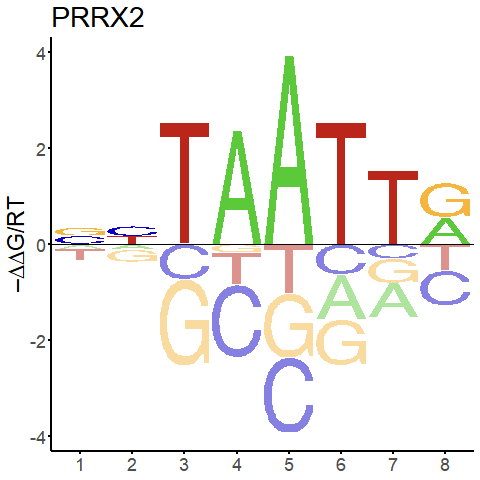 PRRX2
−ΔΔG/RT
4
2
0
-2
-4
G C T A A T T G
C T A
A A C G T C C T
T G G T G A G C
C C G A
1 2 3 4 5 6 7 8